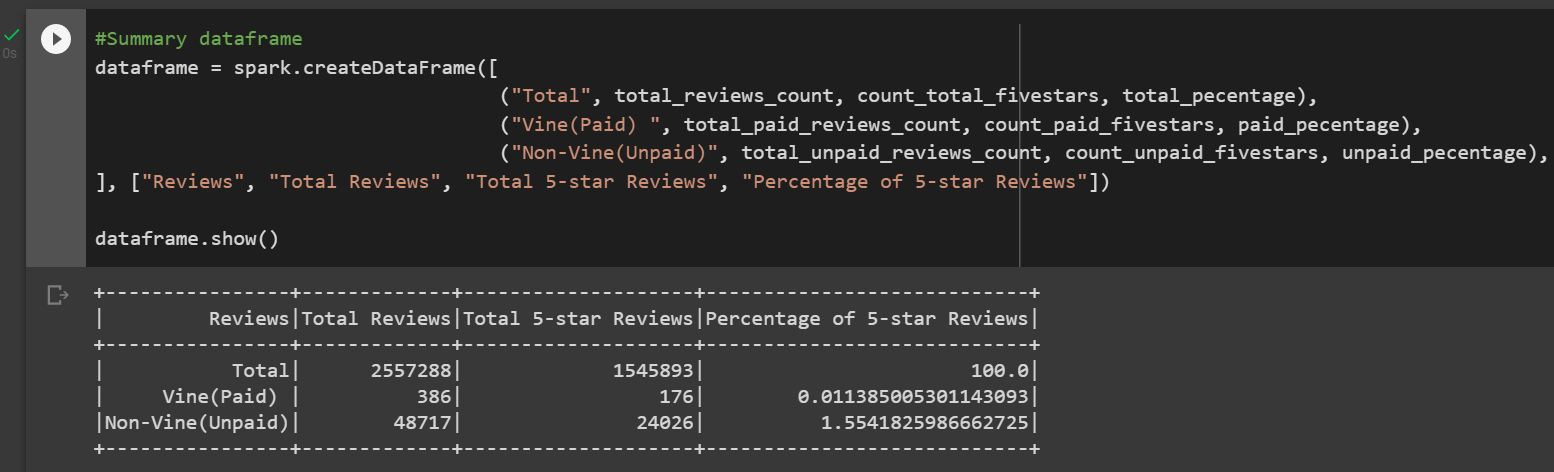 #Summary dataframe
dataframe = spark.createDataFrame([
("Total", total_reviews_count, count_total_fivestars, total_pecentage),
("Vine(Paid) ", total_paid_reviews_count, count_paid_fivestars, paid_pecentage),
("Non-Vine(Unpaid)", total_unpaid_reviews_count, count_unpaid_fivestars, unpaid_pecentage),
], ["Reviews", "Total Reviews", "Total 5-star Reviews", "Percentage of 5-star Reviews"])
dataframe.show()
0s
+----------------+-------------+--------------------+----------------------------+
|         Reviews|Total Reviews|Total 5-star Reviews|Percentage of 5-star Reviews|
+----------------+-------------+--------------------+----------------------------+
|           Total|      2557288|             1545893|                       100.0|
|     Vine(Paid) |          386|                 176|        0.011385005301143093|
|Non-Vine(Unpaid)|        48717|               24026|          1.5541825986662725|
+----------------+-------------+--------------------+----------------------------+